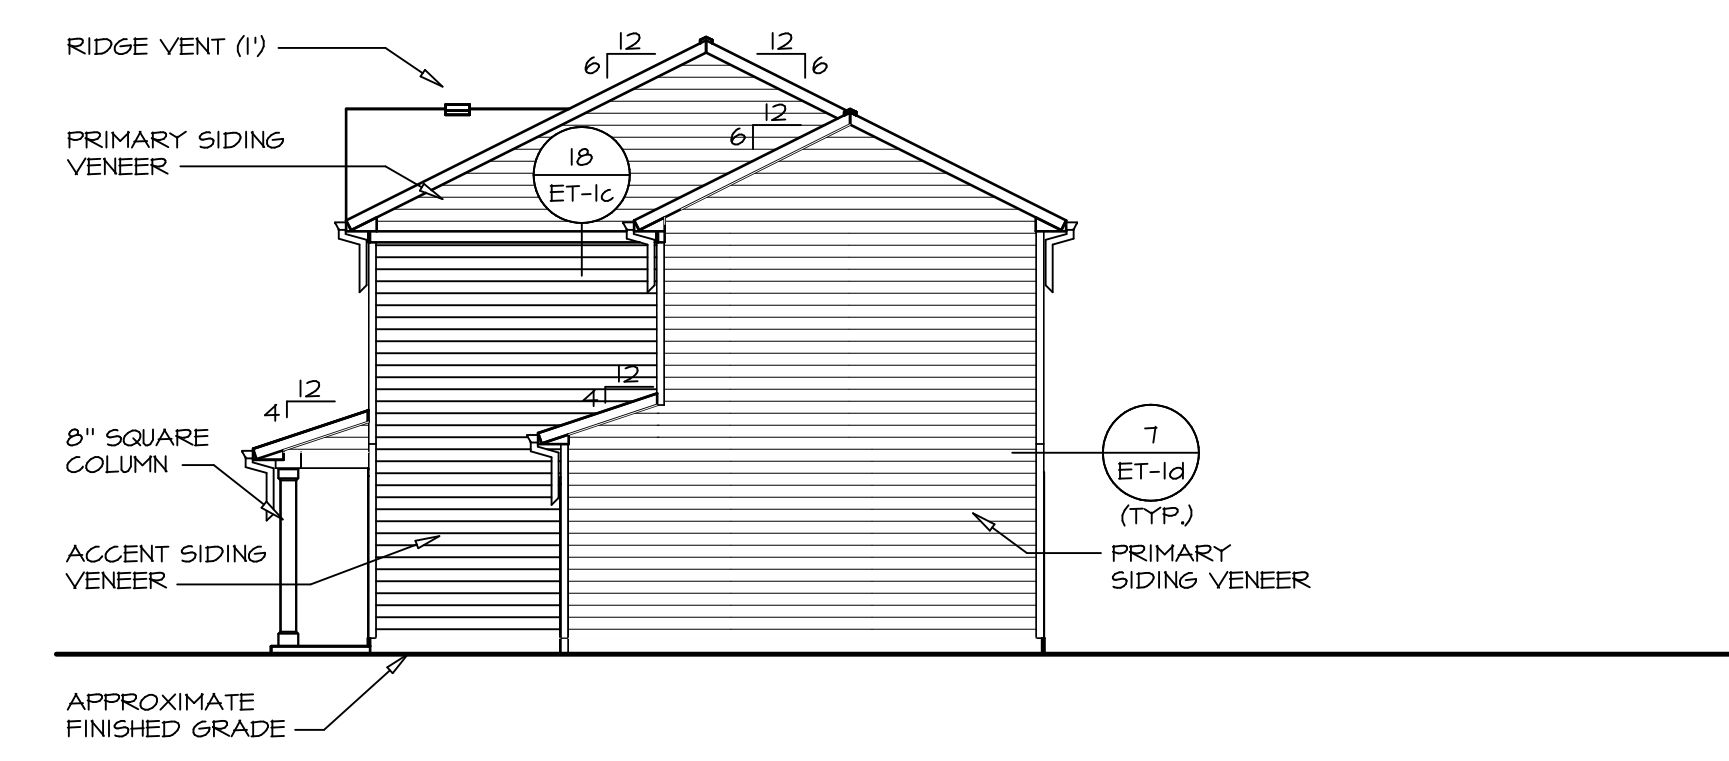 RIDGE VENT (1')
12
6
12
6
12
6
PRIMARY SIDING
VENEER
18
ET-1c
12
4
12
4
8" SQUARE
COLUMN
7
ET-1d
(TYP.)
ACCENT SIDING
VENEER
PRIMARY
SIDING VENEER
APPROXIMATE
FINISHED GRADE